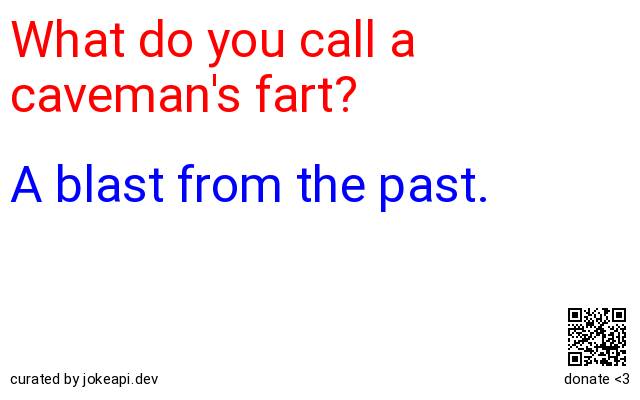 What do you call a
caveman's fart?
A blast from the past.
curated by jokeapi.dev
donate <3